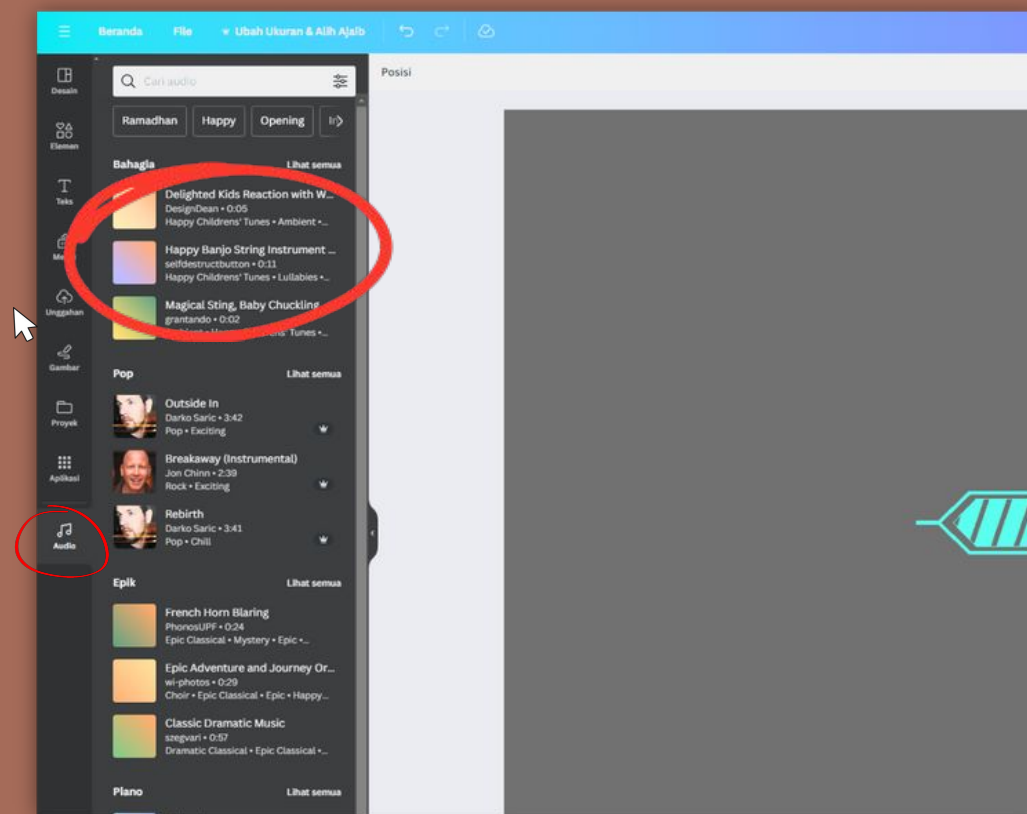 Beranda File Ubah Ukuran & Alih Ajaib
Desain
Elemen
Teks
Unggahan
Gambar
Proyek
Aplikasi
Audio
Cari audio
Ramadhan Happy Opening
Bahagia Lihat semua
Delighted Kids Reaction with W...
DesignDean • 0:05
Happy Childrens' Tunes • Ambient •...
Happy Banjo String Instrument ...
selfdestructbutton • 0:11
Happy Childrens' Tunes • Lullabies •...
Magical Sting, Baby Chuckling
grantando • 0:02
Tunes •...
Pop Lihat semua
Outside In
Darko Saric • 3:42
Pop • Exciting
Breakaway (Instrumental)
Jon Chinn • 2:39
Rock • Exciting
Rebirth
Darko Saric • 3:41
Pop • Chill
Epik Lihat semua
French Horn Blaring
PhonosUPF • 0:24
Epic Classical • Mystery • Epic •...
Epic Adventure and Journey Or...
wi-photos • 0:29
Choir • Epic Classical • Epic • Happy...
Classic Dramatic Music
szegvari • 0:57
Dramatic Classical • Epic Classical •...
Piano Lihat semua
Posisi